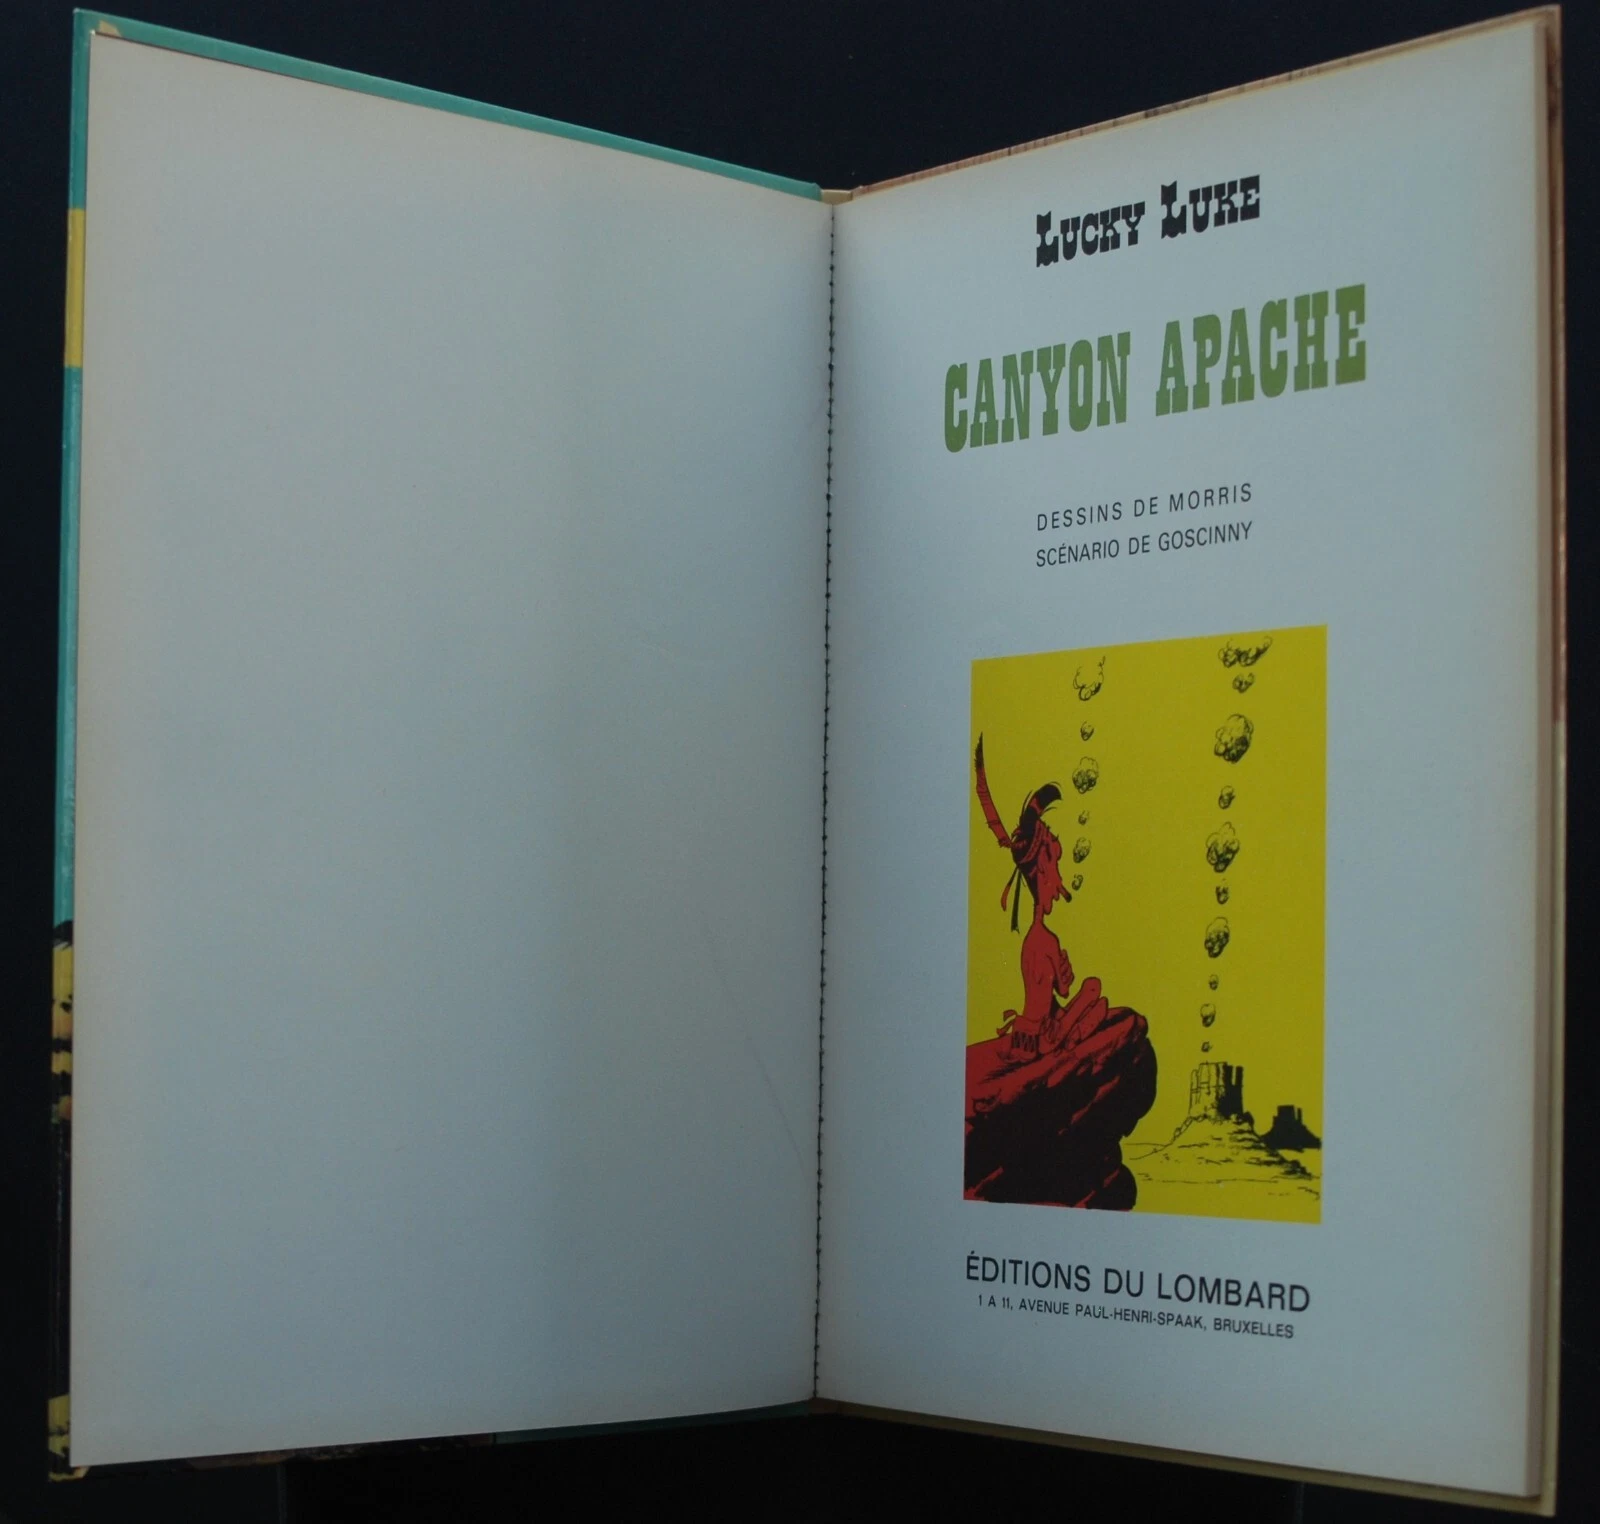 LUCKY LUKE
CANYON APACHE
DESSINS DE MORRIS
SCÉNARIO DE GOSCINNY
ÉDITIONS DU LOMBARD
1 A 11, AVENUE PAUL-HENRI-SPAAK, BRUXELLES